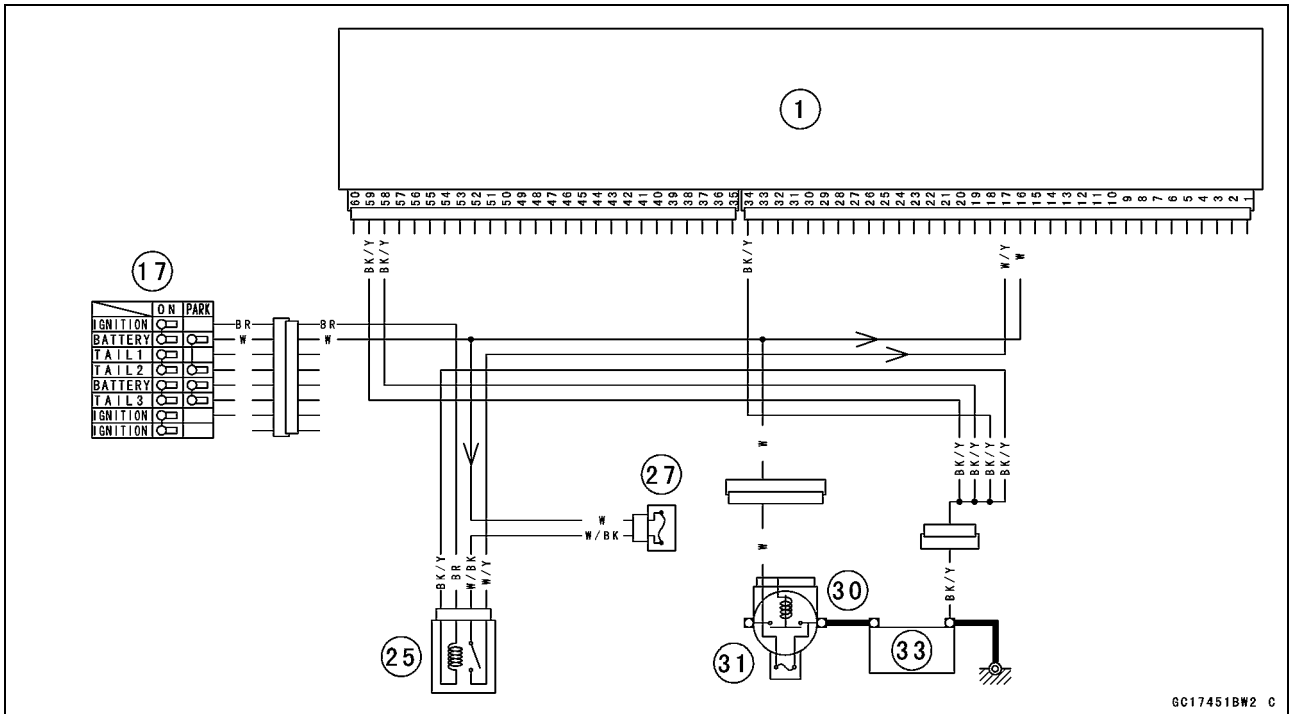 1
60 59 58 57 56 55 54 53 52 51 50 49 48 47 46 45 44 43 42 41 40 39 38 37 36 35 34 33 32 31 30 29 28 27 26 25 24 23 22 21 20 19 18 17 16 15 14 13 12 11 10 9 8 7 6 5 4 3 2 1
BK/Y BK/Y BK/Y W/Y W
17
ON PARK
IGNITION BR BR
BATTERY W W
TAIL1
TAIL2
BATTERY
TAIL3
IGNITION
IGNITION
W BK/Y BK/Y BK/Y BK/Y
27
W
W/BK
BK/Y BR W/BK W/Y
W BK/Y
30
25 31 33
GC17451BW2 C